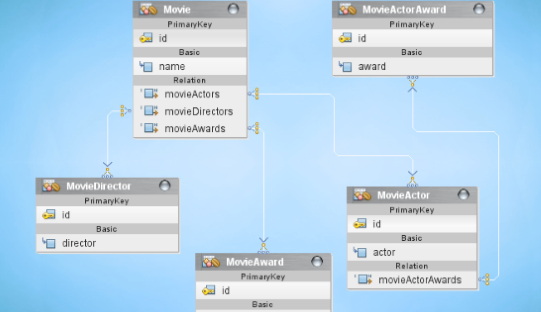 Movie
PrimaryKey
id
Basic
name
Relation
movieActors
movieDirectors
movieAwards
MovieActorAward
PrimaryKey
id
Basic
award
MovieDirector
PrimaryKey
id
Basic
director
MovieActor
PrimaryKey
id
Basic
actor
Relation
movieActorAwards
MovieAward
PrimaryKey
id
Basic